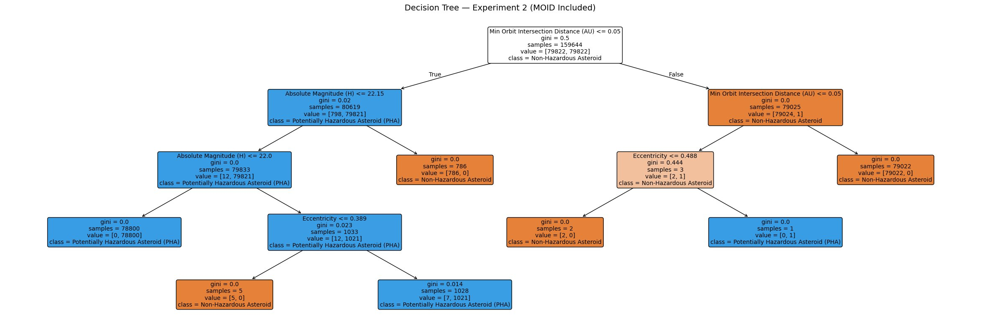 Decision Tree — Experiment 2 (MOID Included)
Min Orbit Intersection Distance (AU) <= 0.05
gini = 0.5
samples = 159644
value = [79822, 79822]
class = Non-Hazardous Asteroid
True
False
Absolute Magnitude (H) <= 22.15
gini = 0.02
samples = 80619
value = [798, 79821]
class = Potentially Hazardous Asteroid (PHA)
Min Orbit Intersection Distance (AU) <= 0.05
gini = 0.0
samples = 79025
value = [79024, 1]
class = Non-Hazardous Asteroid
Absolute Magnitude (H) <= 22.0
gini = 0.0
samples = 79833
value = [12, 79821]
class = Potentially Hazardous Asteroid (PHA)
gini = 0.0
samples = 786
value = [786, 0]
class = Non-Hazardous Asteroid
Eccentricity <= 0.488
gini = 0.444
samples = 3
value = [2, 1]
class = Non-Hazardous Asteroid
gini = 0.0
samples = 79022
value = [79022, 0]
class = Non-Hazardous Asteroid
gini = 0.0
samples = 78800
value = [0, 78800]
class = Potentially Hazardous Asteroid (PHA)
Eccentricity <= 0.389
gini = 0.023
samples = 1033
value = [12, 1021]
class = Potentially Hazardous Asteroid (PHA)
gini = 0.0
samples = 2
value = [2, 0]
class = Non-Hazardous Asteroid
gini = 0.0
samples = 1
value = [0, 1]
class = Potentially Hazardous Asteroid (PHA)
gini = 0.0
samples = 5
value = [5, 0]
class = Non-Hazardous Asteroid
gini = 0.014
samples = 1028
value = [7, 1021]
class = Potentially Hazardous Asteroid (PHA)